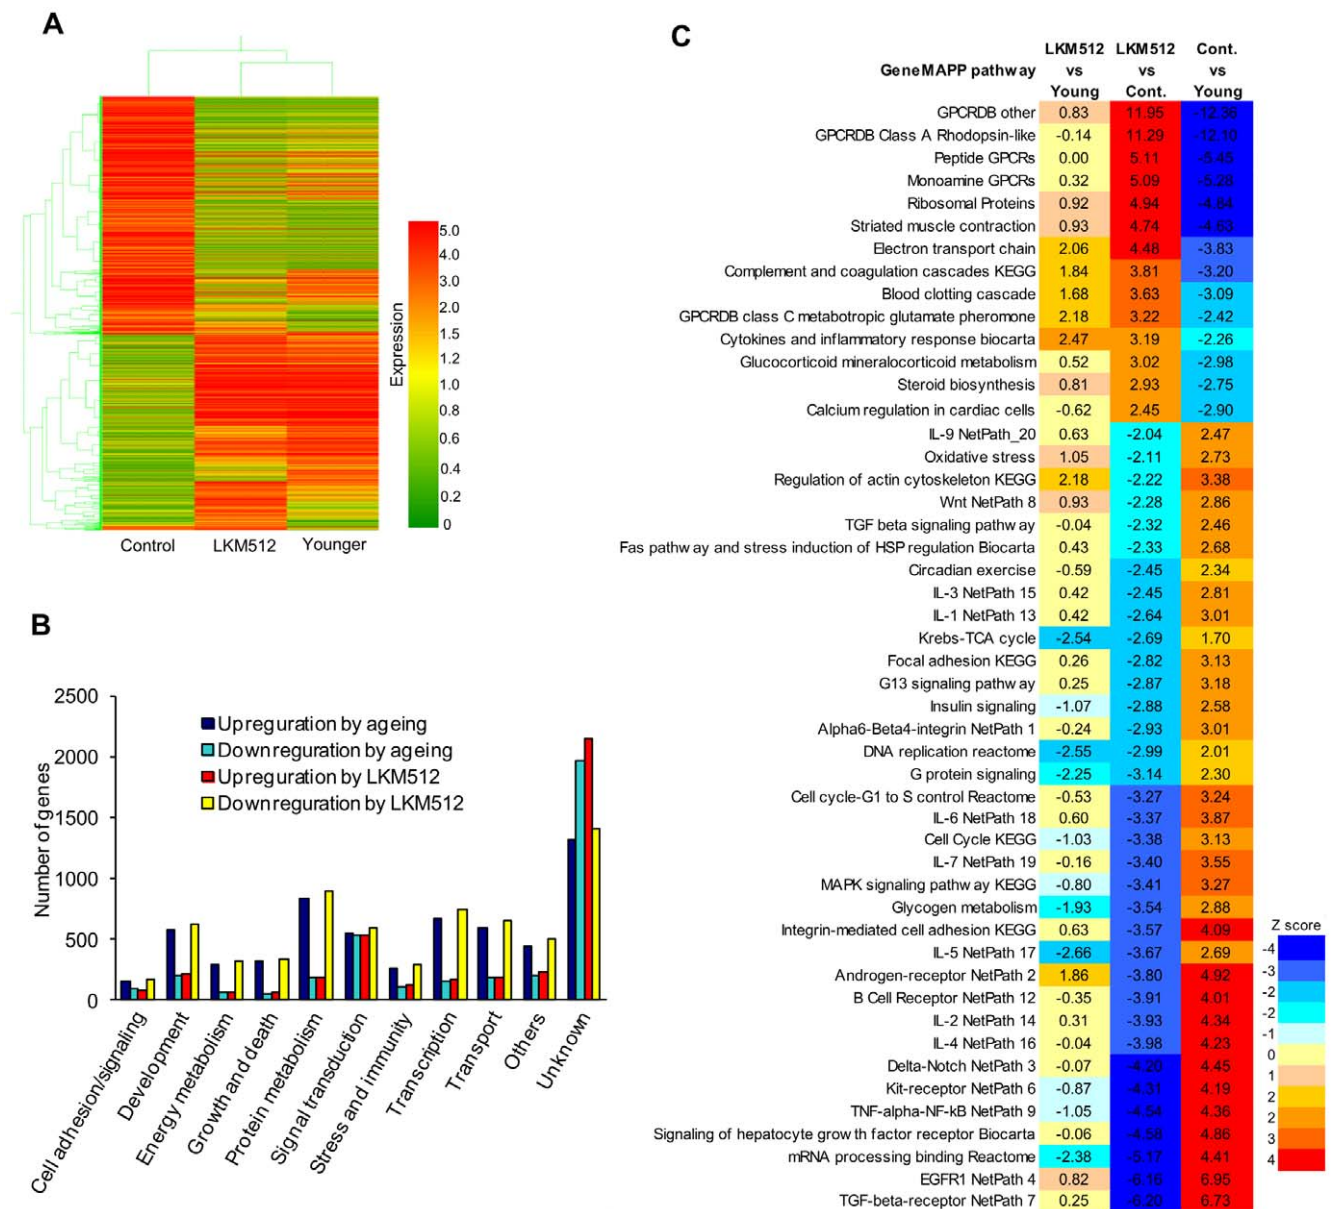 A
5.0
4.0
3.0
2.0
1.5
1.2
1.0
0.8
0.6
0.4
0.2
0
Expression
Control LKM512 Younger
B
2500
2000
1500
1000
500
0
Number of genes
Upreguration by ageing
Downreguration by ageing
Upreguration by LKM512
Downreguration by LKM512
Cell adhesion/signaling
Development
Energy metabolism
Growth and death
Protein metabolism
Signal transduction
Stress and immunity
Transcription
Transport
Others
Unknown
C
LKM512 LKM512 Cont.
GeneMAPP pathway vs vs vs
Young Cont. Young
GPCRDB other 0.83 11.95 -12.36
GPCRDB Class A Rhodopsin-like -0.14 11.29 -12.10
Peptide GPCRs 0.00 5.11 -5.45
Monoamine GPCRs 0.32 5.09 -5.28
Ribosomal Proteins 0.92 4.94 -4.84
Striated muscle contraction 0.93 4.74 -4.63
Electron transport chain 2.06 4.48 -3.83
Complement and coagulation cascades KEGG 1.84 3.81 -3.20
Blood clotting cascade 1.68 3.63 -3.09
GPCRDB class C metabotropic glutamate pheromone 2.18 3.22 -2.42
Cytokines and inflammatory response biocarta 2.47 3.19 -2.26
Glucocorticoid mineralocorticoid metabolism 0.52 3.02 -2.98
Steroid biosynthesis 0.81 2.93 -2.75
Calcium regulation in cardiac cells -0.62 2.45 -2.90
IL-9 NetPath_20 0.63 -2.04 2.47
Oxidative stress 1.05 -2.11 2.73
Regulation of actin cytoskeleton KEGG 2.18 -2.22 3.38
Wnt NetPath 8 0.93 -2.28 2.86
TGF beta signaling pathway -0.04 -2.32 2.46
Fas pathway and stress induction of HSP regulation Biocarta 0.43 -2.33 2.68
Circadian exercise -0.59 -2.45 2.34
IL-3 NetPath 15 0.42 -2.45 2.81
IL-1 NetPath 13 0.42 -2.64 3.01
Krebs-TCA cycle -2.54 -2.69 1.70
Focal adhesion KEGG 0.26 -2.82 3.13
G13 signaling pathway 0.25 -2.87 3.18
Insulin signaling -1.07 -2.88 2.58
Alpha6-Beta4-integrin NetPath 1 -0.24 -2.93 3.01
DNA replication reactome -2.55 -2.99 2.01
G protein signaling -2.25 -3.14 2.30
Cell cycle-G1 to S control Reactome -0.53 -3.27 3.24
IL-6 NetPath 18 0.60 -3.37 3.87
Cell Cycle KEGG -1.03 -3.38 3.13
IL-7 NetPath 19 -0.16 -3.40 3.55
MAPK signaling pathway KEGG -0.80 -3.41 3.27
Glycogen metabolism -1.93 -3.54 2.88
Integrin-mediated cell adhesion KEGG 0.63 -3.57 4.09
IL-5 NetPath 17 -2.66 -3.67 2.69
Androgen-receptor NetPath 2 1.86 -3.80 4.92
B Cell Receptor NetPath 12 -0.35 -3.91 4.01
IL-2 NetPath 14 0.31 -3.93 4.34
IL-4 NetPath 16 -0.04 -3.98 4.23
Delta-Notch NetPath 3 -0.07 -4.20 4.45
Kit-receptor NetPath 6 -0.87 -4.31 4.19
TNF-alpha-NF-kB NetPath 9 -1.05 -4.54 4.36
Signaling of hepatocyte growth factor receptor Biocarta -0.06 -4.58 4.86
mRNA processing binding Reactome -2.38 -5.17 4.41
EGFR1 NetPath 4 0.82 -6.16 6.95
TGF-beta-receptor NetPath 7 0.25 -6.20 6.73
Z score
-4
-3
-2
-2
-1
0
1
2
2
3
4